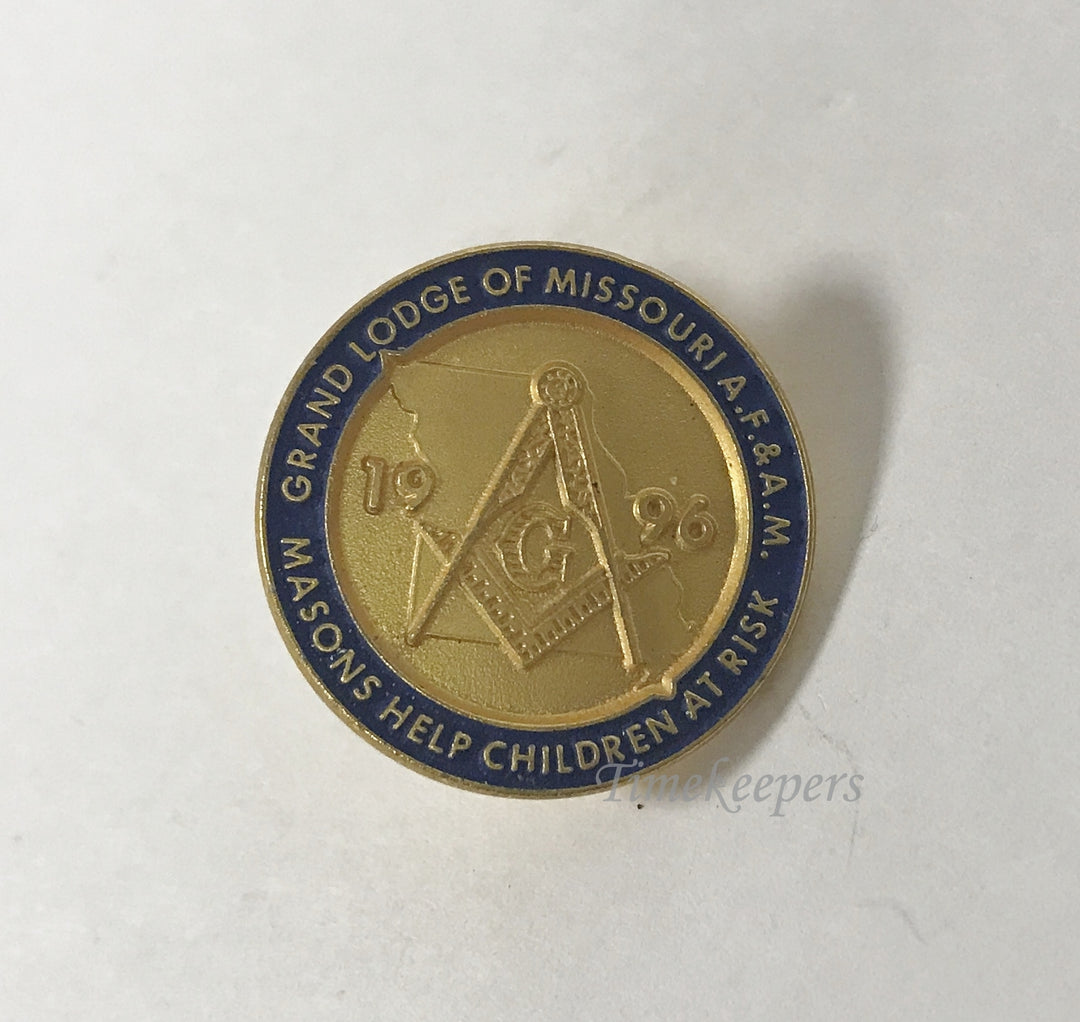 GRAND LODGE OF MISSOURI A.F.&A.M.
19 96
G
MASONS HELP CHILDREN AT RISK
Timekeepers